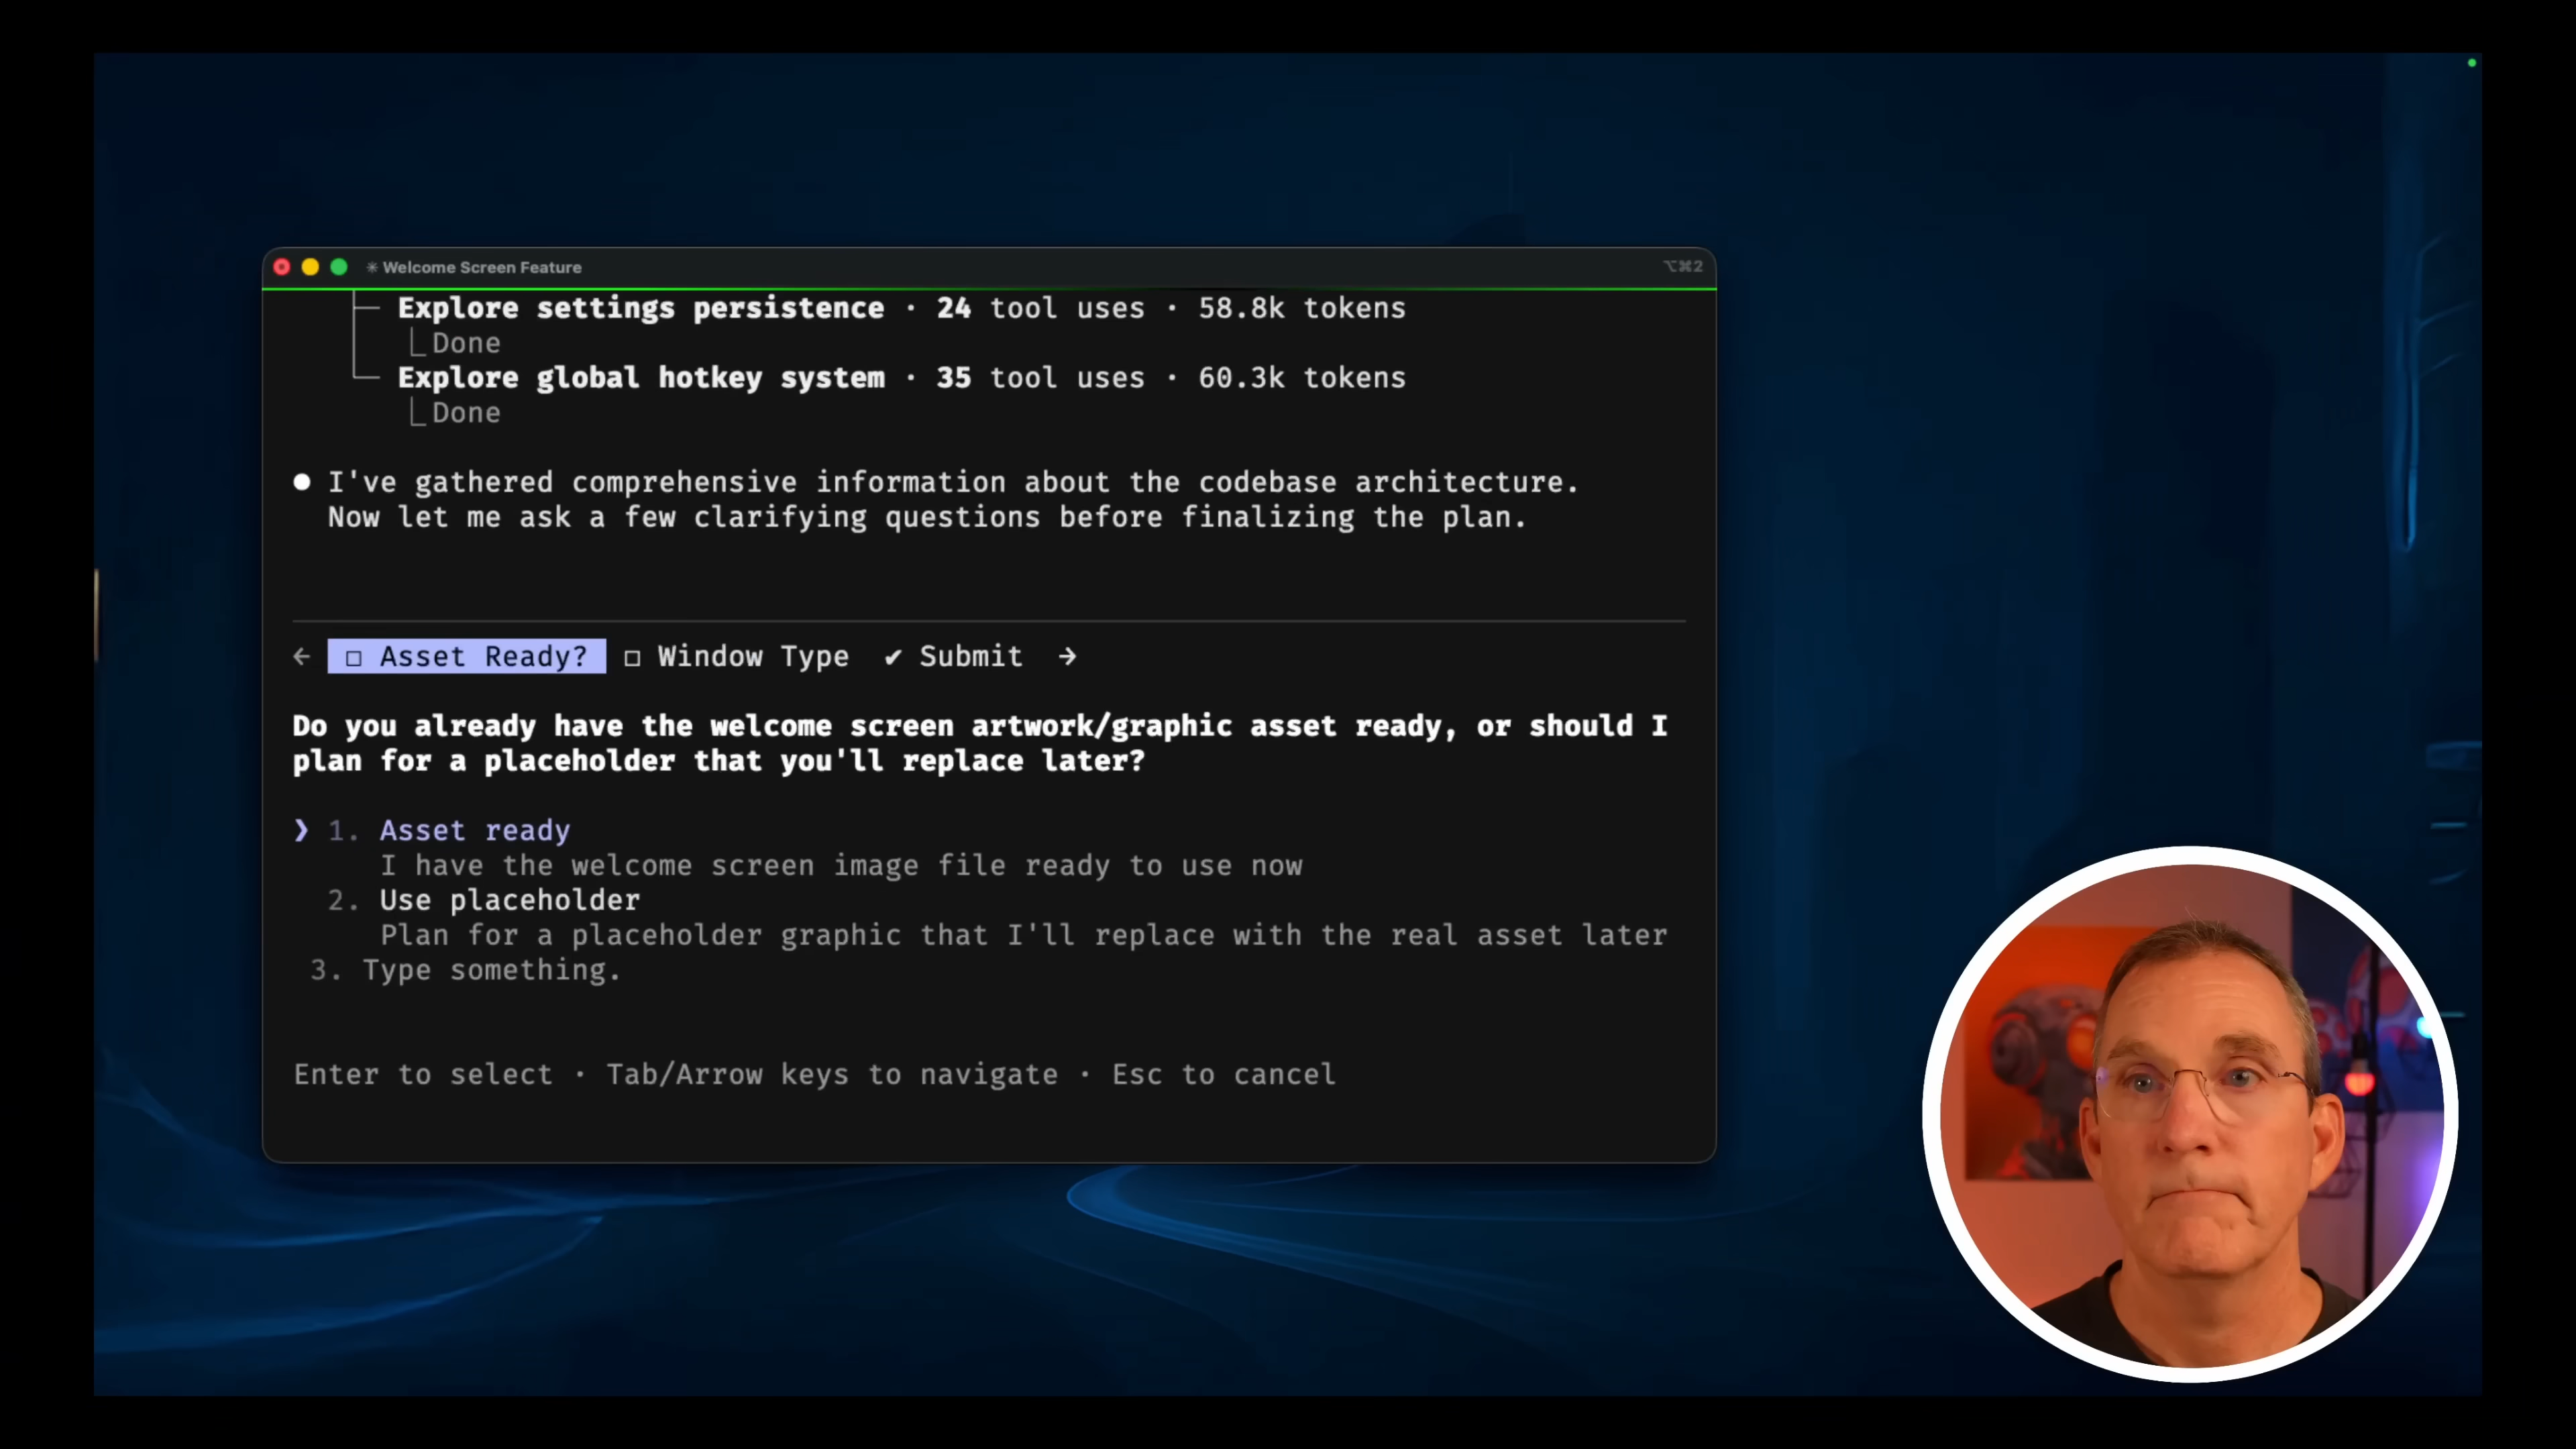 ✳ Welcome Screen Feature
⌥⌘2
Explore settings persistence · 24 tool uses · 58.8k tokens
Done
Explore global hotkey system · 35 tool uses · 60.3k tokens
Done
● I've gathered comprehensive information about the codebase architecture.
Now let me ask a few clarifying questions before finalizing the plan.
← □ Asset Ready? □ Window Type ✔ Submit →
Do you already have the welcome screen artwork/graphic asset ready, or should I
plan for a placeholder that you'll replace later?
❯ 1. Asset ready
I have the welcome screen image file ready to use now
2. Use placeholder
Plan for a placeholder graphic that I'll replace with the real asset later
3. Type something.
Enter to select · Tab/Arrow keys to navigate · Esc to cancel